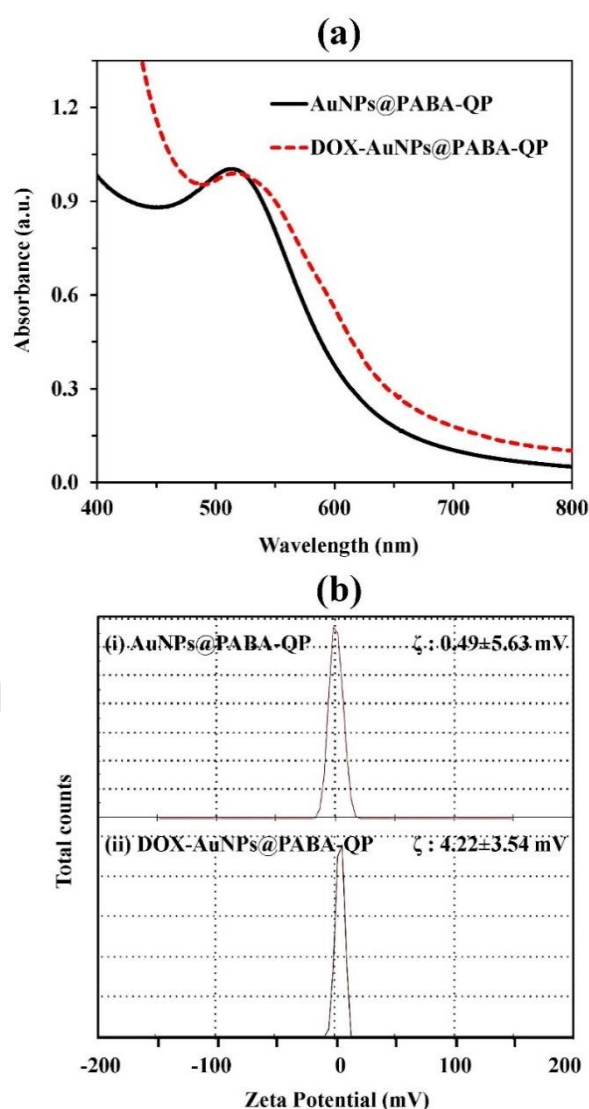 (a)
AuNPs@PABA-QP
DOX-AuNPs@PABA-QP
1.2
0.9
0.6
0.3
0.0
Absorbance (a.u.)
400 500 600 700 800
Wavelength (nm)
(b)
(i) AuNPs@PABA-QP ζ : 0.49±5.63 mV
(ii) DOX-AuNPs@PABA-QP ζ : 4.22±3.54 mV
Total counts
-200 -100 0 100 200
Zeta Potential (mV)